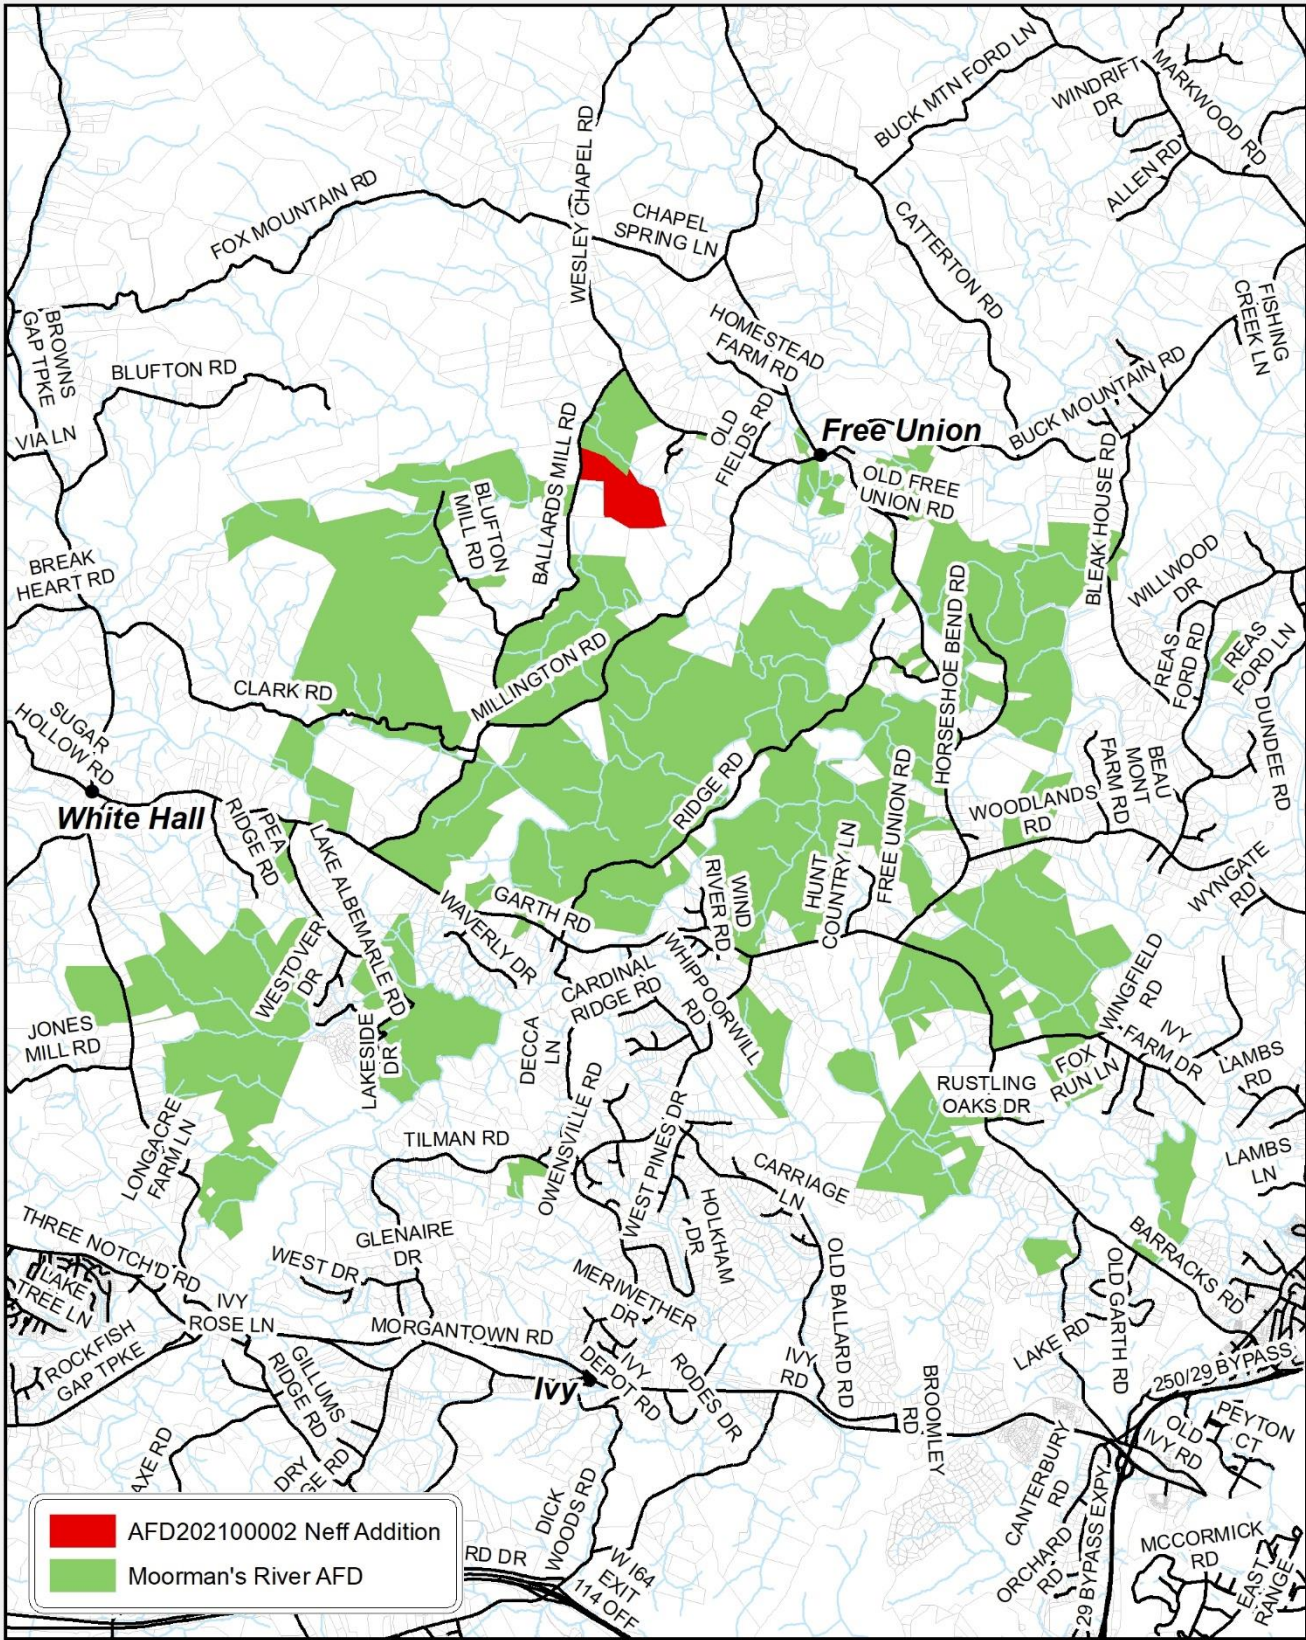 BUCK MTN FORD LN
WINDRIFT
DR
MARKWOOD RD
ALLEN RD
WESLEY CHAPEL RD
FOX MOUNTAIN RD
CHAPEL
SPRING LN
CATTERTON RD
FISHING
CREEK LN
BROWNS
GAP TPKE
HOMESTEAD
FARM RD
BLUFTON RD
VIA LN
BALLARDS MILL RD
OLD
FIELDS RD
Free Union
BUCK MOUNTAIN RD
OLD FREE
UNION RD
BLUFTON
MILL RD
BLEAK HOUSE RD
BREAK
HEART RD
WILLWOOD
DR
HORSESHOE BEND RD
REAS
FORD RD
REAS
FORD LN
MILLINGTON RD
CLARK RD
SUGAR
HOLLOW RD
DUNDEE RD
White Hall
PEA
RIDGE RD
RIDGE RD
FREE UNION RD
WOODLANDS
RD
FARM RD
BEAU
MONT
LAKE ALBEMARLE RD
HUNT
COUNTRY LN
WIND
RIVER RD
WYNGATE
RD
GARTH RD
WAVERLY DR
WESTOVER
DR
CARDINAL
RIDGE RD
WHIPPOORWILL
RD
WINGFIELD
RD
JONES
MILL RD
LAKESIDE
DR
DECCA
LN
IVY
FARM DR
FOX
RUN LN
LAMBS
RD
RUSTLING
OAKS DR
LONGACRE
FARM LN
TILMAN RD
OWENSVILLE RD
WEST PINES DR
CARRIAGE
LN
LAMBS
LN
HOLKHAM
DR
THREE NOTCH'D RD
GLENAIRE
DR
WEST DR
BARRACKS RD
OLD BALLARD RD
OLD GARTH RD
LAKE
TREE LN
IVY
ROSE LN
MERIWETHER
DR
MORGANTOWN RD
ROCKFISH
GAP TPKE
LAKE RD
250/29 BYPASS
GILLUMS
RIDGE RD
Ivy
IVY
DEPOT RD
RODES DR
IVY
RD
BROOMLEY
RD
PEYTON
CT
OLD
IVY RD
AXE RD
DRY
GE RD
CANTERBURY
RD
29 BYPASS EXPY
DICK
WOODS RD
AFD202100002 Neff Addition
Moorman's River AFD
RD DR
W I64
EXIT
114 OFF
ORCHARD
RD
MCCORMICK
RD
EAST
RANGE